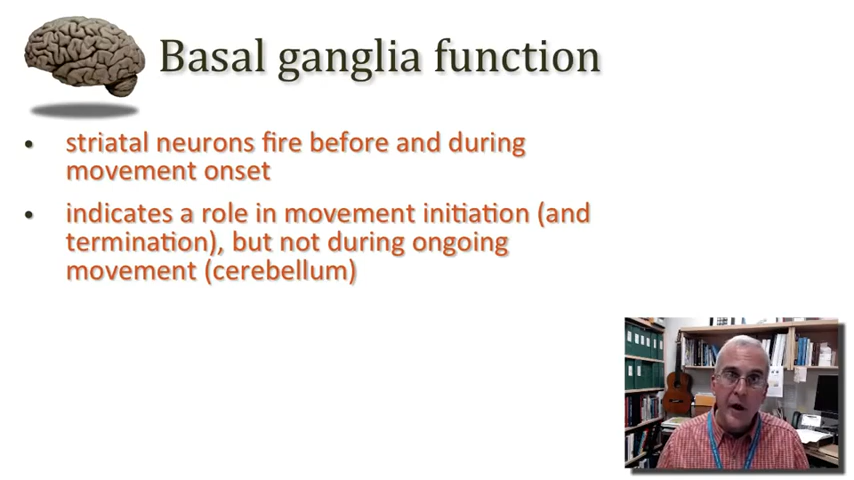 Basal ganglia function
• striatal neurons fire before and during
movement onset
• indicates a role in movement initiation (and
termination), but not during ongoing
movement (cerebellum)